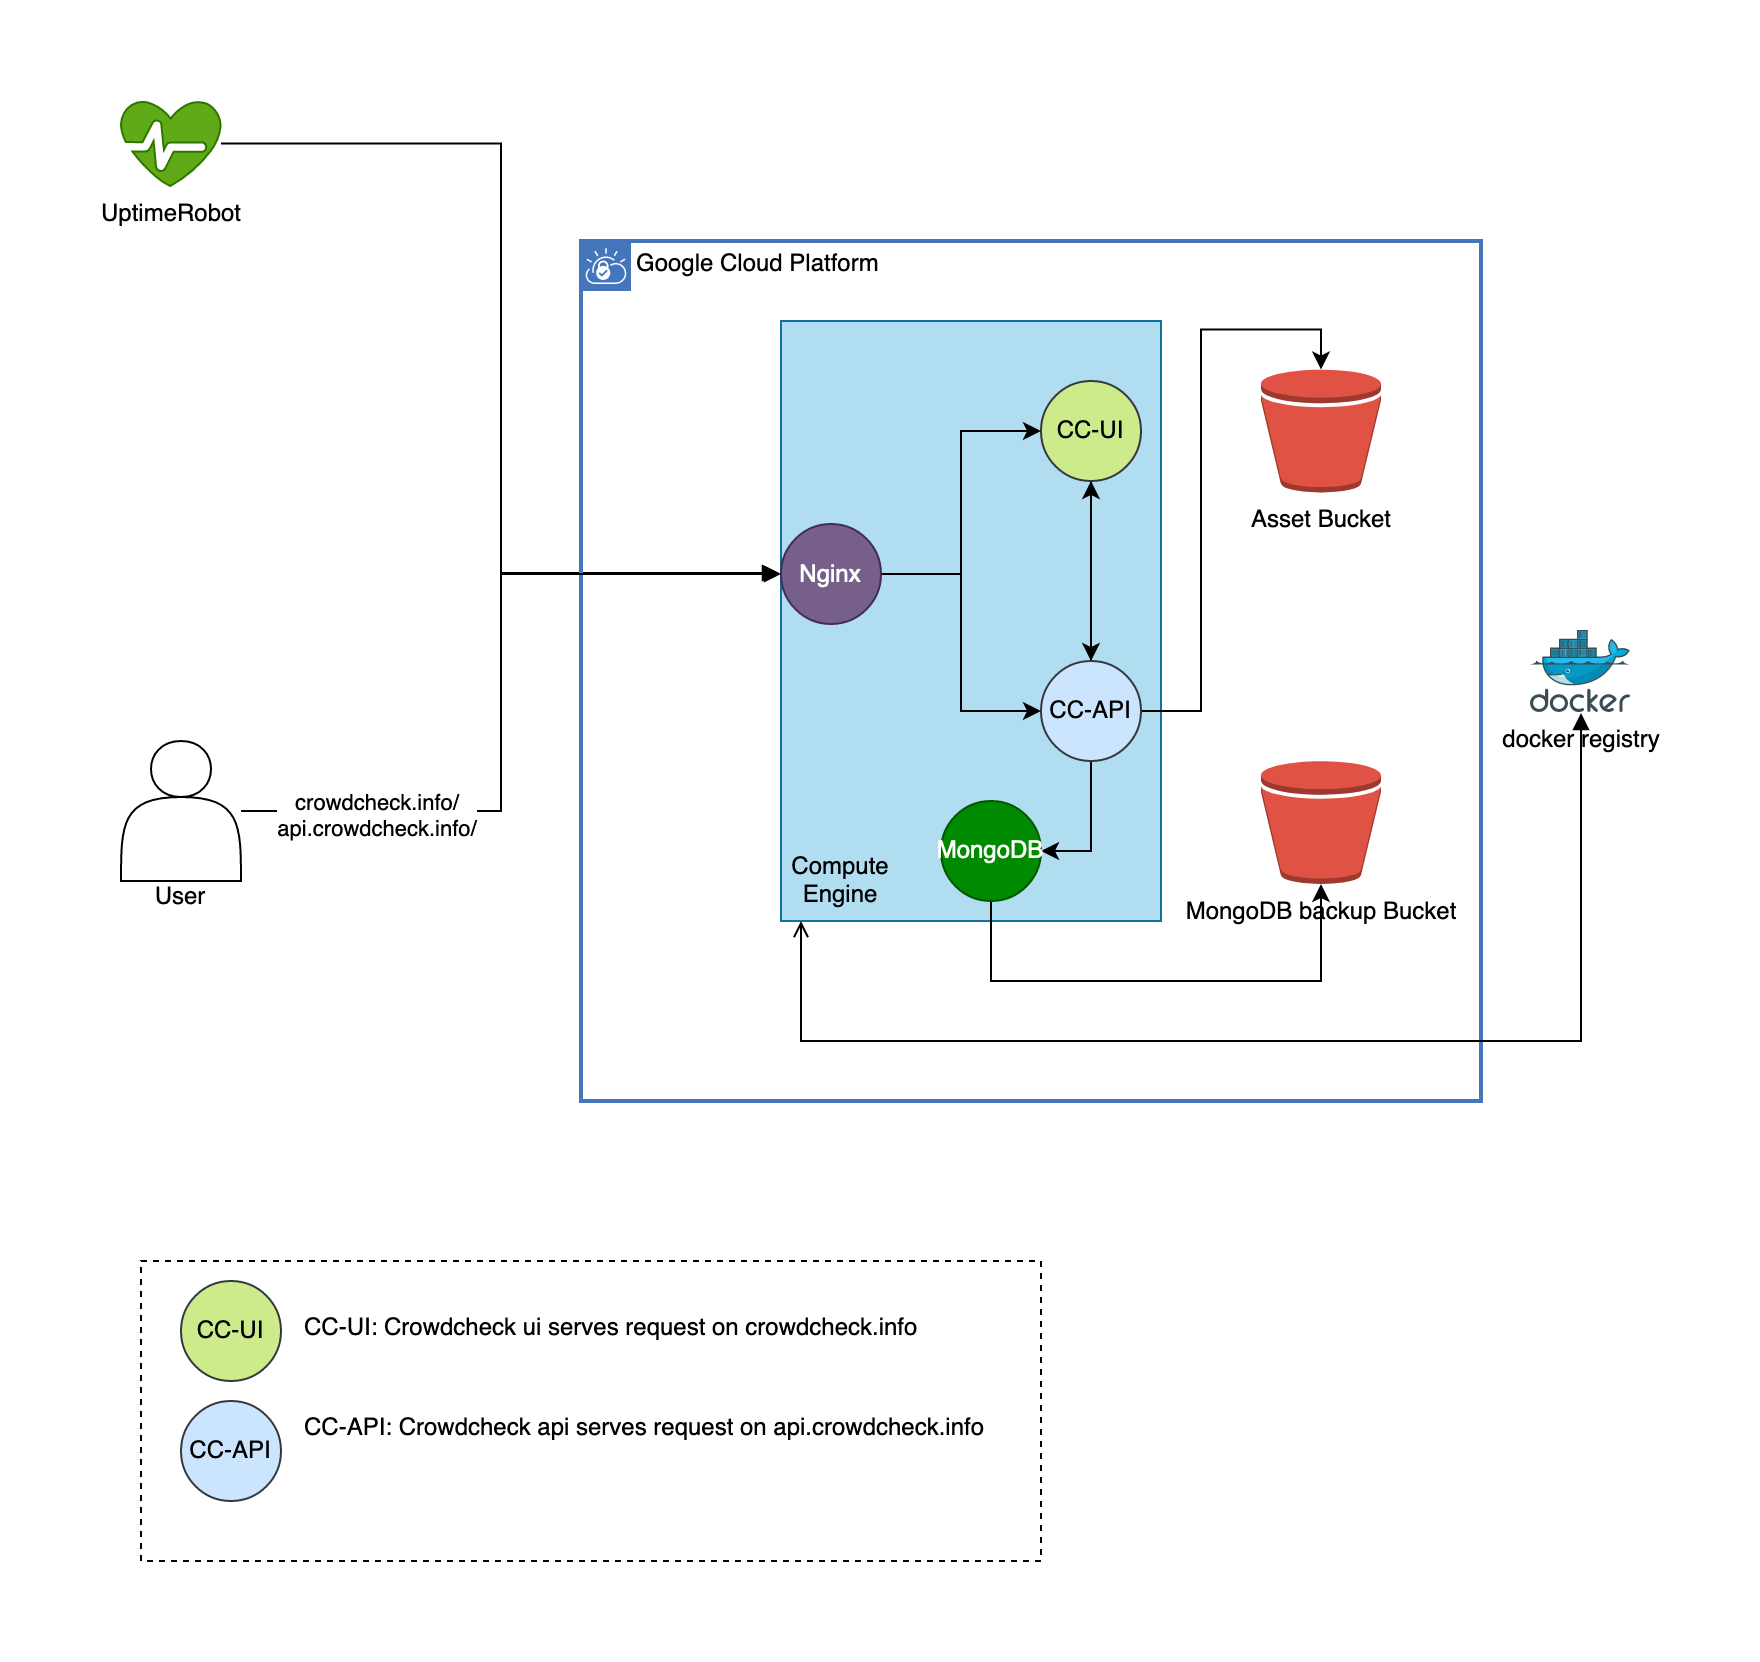 UptimeRobot
Google Cloud Platform
CC-UI
Asset Bucket
Nginx
CC-API
docker
docker registry
crowdcheck.info/
api.crowdcheck.info/
User
MongoDB
Compute
Engine
MongoDB backup Bucket
CC-UI
CC-UI: Crowdcheck ui serves request on crowdcheck.info
CC-API
CC-API: Crowdcheck api serves request on api.crowdcheck.info